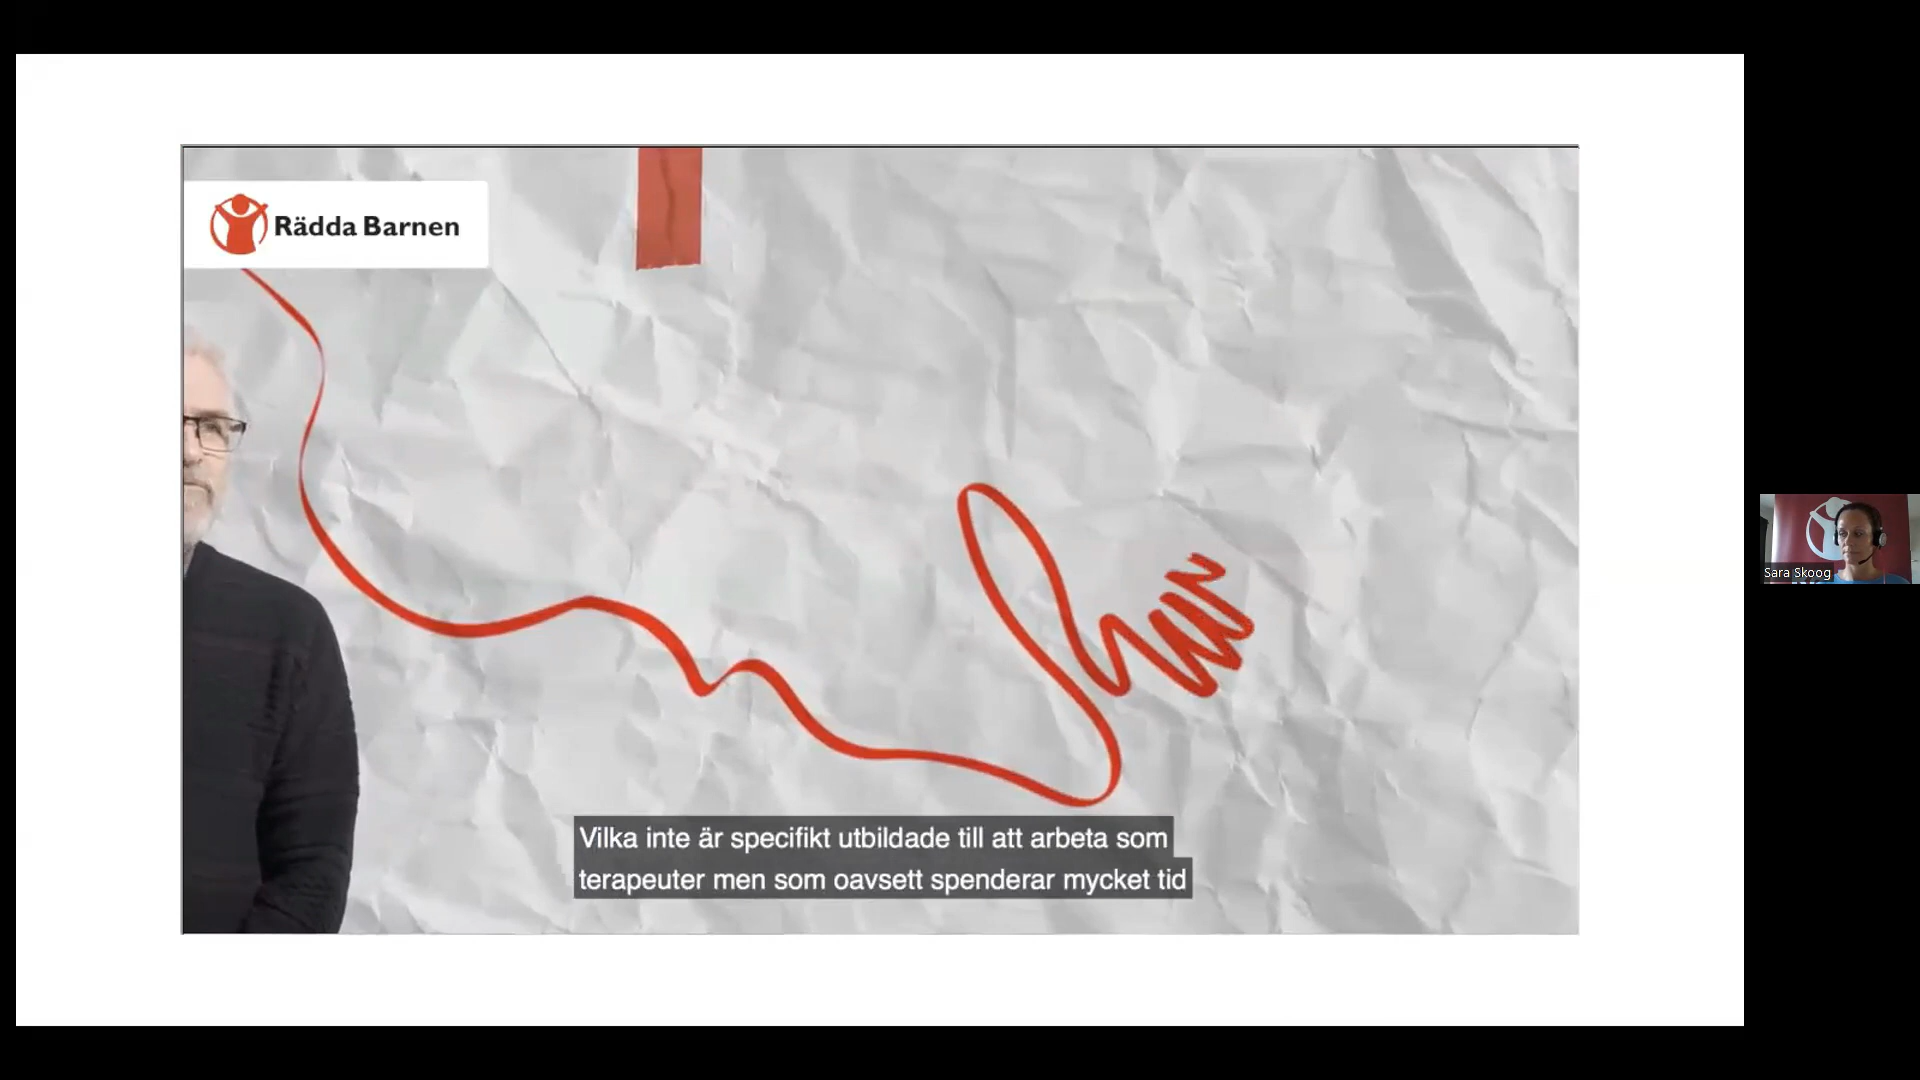 Rädda Barnen
Sara Skoog
Vilka inte är specifikt utbildade till att arbeta som
terapeuter men som oavsett spenderar mycket tid